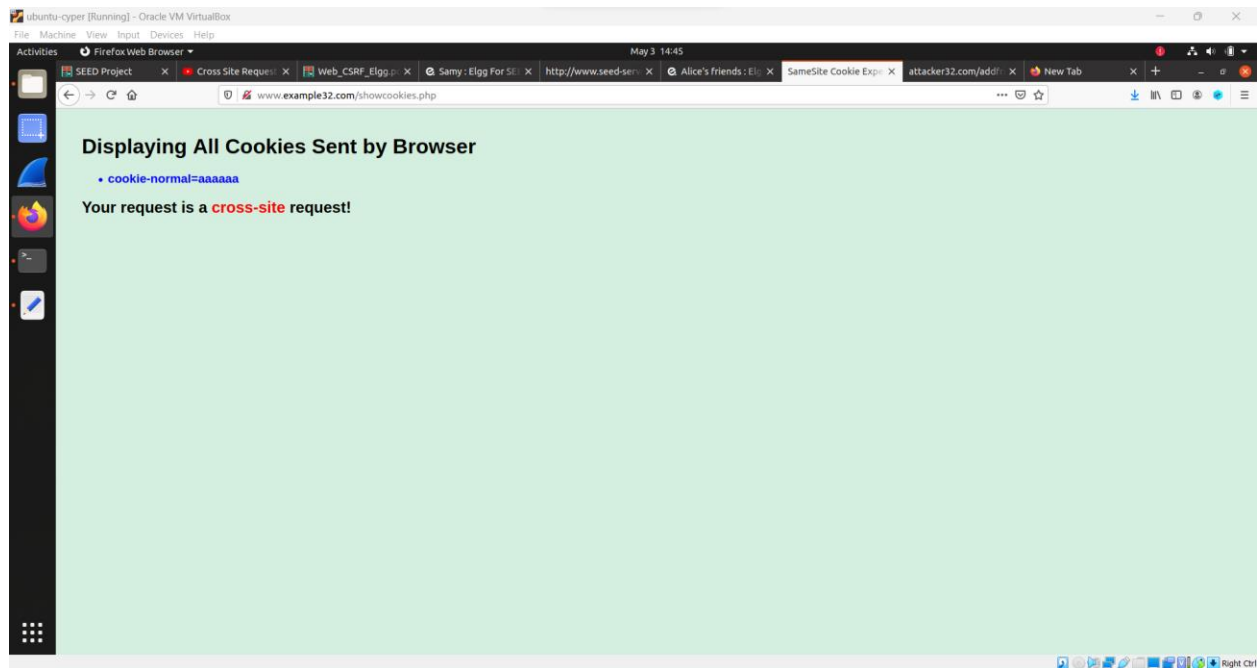 ubuntu-cyper [Running] - Oracle VM VirtualBox
File Machine View Input Devices Help
Activities Firefox Web Browser May 3 14:45
SEED Project Cross Site Reques Web_CSRF_Elgg.p Samy : Elgg For SE http://www.seed-serv Alice's friends : El SameSite Cookie Expe attacker32.com/addf New Tab
www.example32.com/showcookies.php
Displaying All Cookies Sent by Browser
• cookie-normal=aaaaaa
Your request is a cross-site request!
Right Ctrl